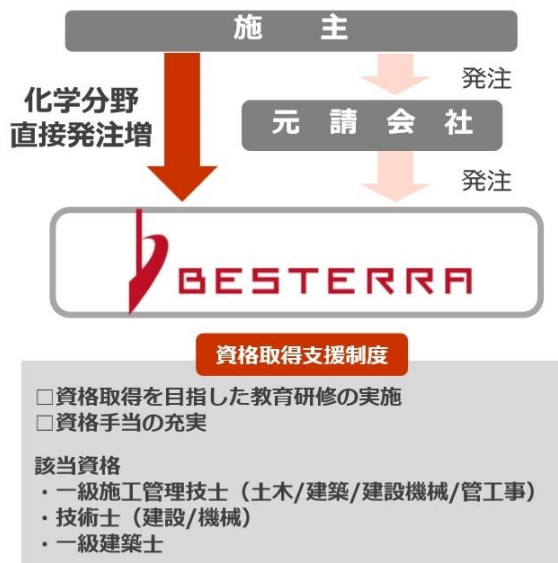 施 主
化学分野
直接発注増
発注
元 請 会 社
発注
BESTERRA
資格取得支援制度
□資格取得を目指した教育研修の実施
□資格手当の充実
該当資格
・一級施工管理技士（土木/建築/建設機械/管工事）
・技術士（建設/機械）
・一級建築士